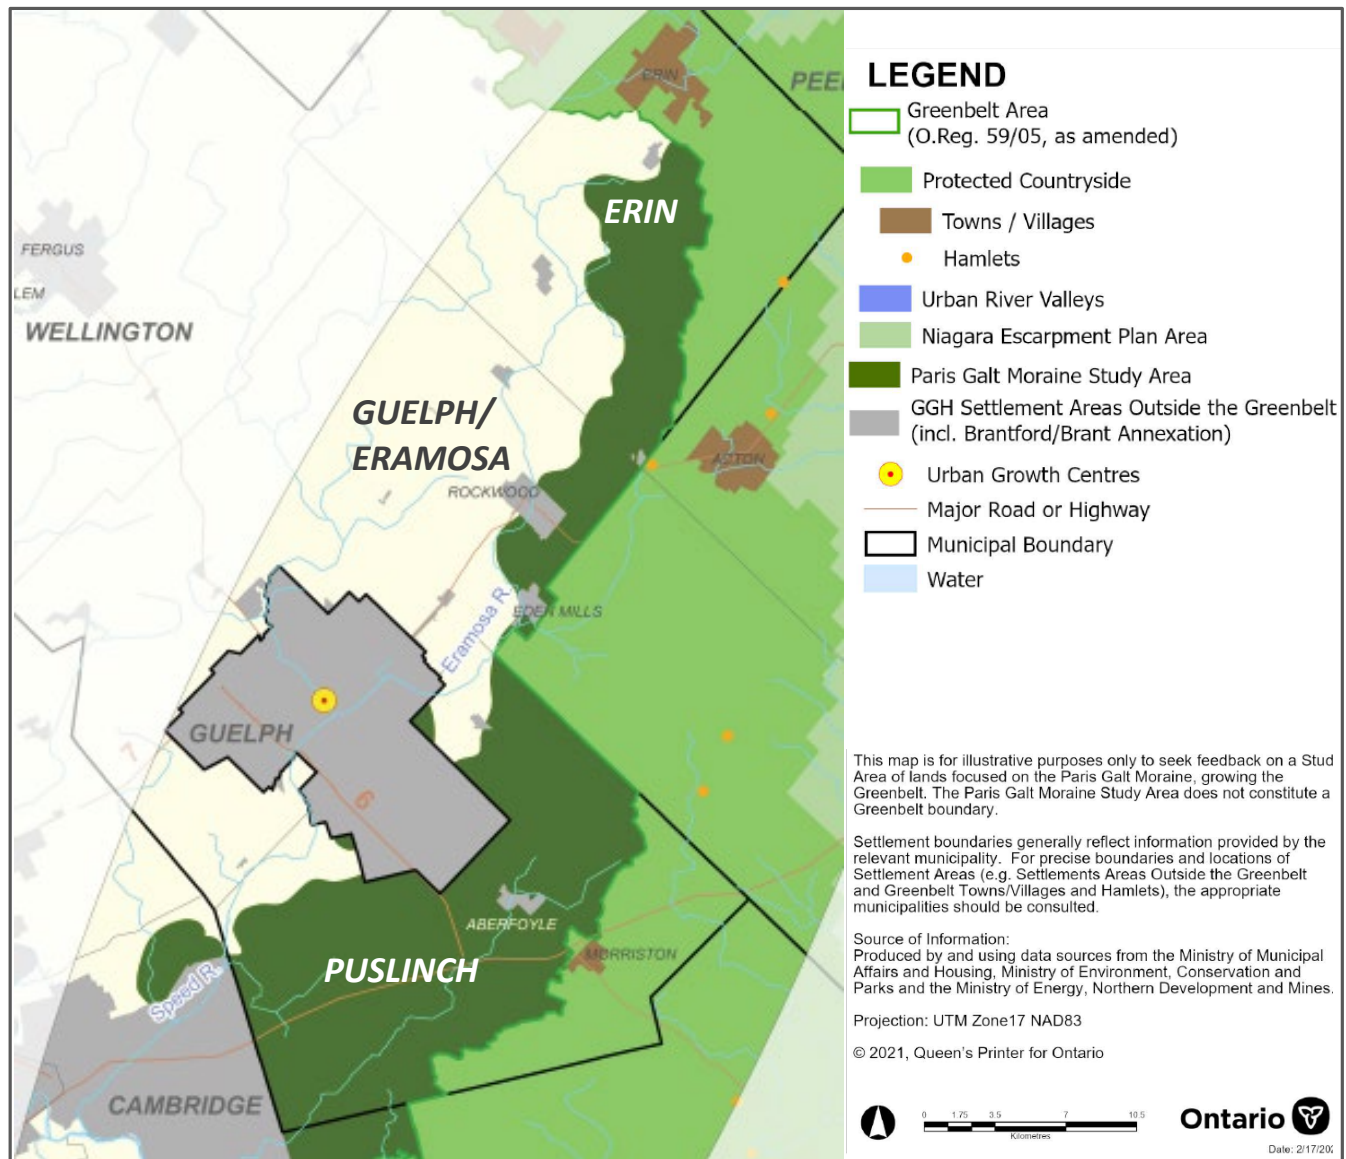 ERIN
PEEL
ERIN
FERGUS
LEM
WELLINGTON
GUELPH/
ERAMOSA
ACTON
ROCKWOOD
Eramosa R.
EDEN MILLS
GUELPH
7
6
ABERFOYLE
MORRISTON
PUSLINCH
Speed R.
CAMBRIDGE
LEGEND
Greenbelt Area
(O.Reg. 59/05, as amended)
Protected Countryside
Towns / Villages
Hamlets
Urban River Valleys
Niagara Escarpment Plan Area
Paris Galt Moraine Study Area
GGH Settlement Areas Outside the Greenbelt
(incl. Brantford/Brant Annexation)
Urban Growth Centres
Major Road or Highway
Municipal Boundary
Water
This map is for illustrative purposes only to seek feedback on a Stud
Area of lands focused on the Paris Galt Moraine, growing the
Greenbelt. The Paris Galt Moraine Study Area does not constitute a
Greenbelt boundary.
Settlement boundaries generally reflect information provided by the
relevant municipality. For precise boundaries and locations of
Settlement Areas (e.g. Settlements Areas Outside the Greenbelt
and Greenbelt Towns/Villages and Hamlets), the appropriate
municipalities should be consulted.
Source of Information:
Produced by and using data sources from the Ministry of Municipal
Affairs and Housing, Ministry of Environment, Conservation and
Parks and the Ministry of Energy, Northern Development and Mines.
Projection: UTM Zone17 NAD83
© 2021, Queen's Printer for Ontario
0 1.75 3.5 7 10.5
Kilometres
Ontario
Date: 2/17/202